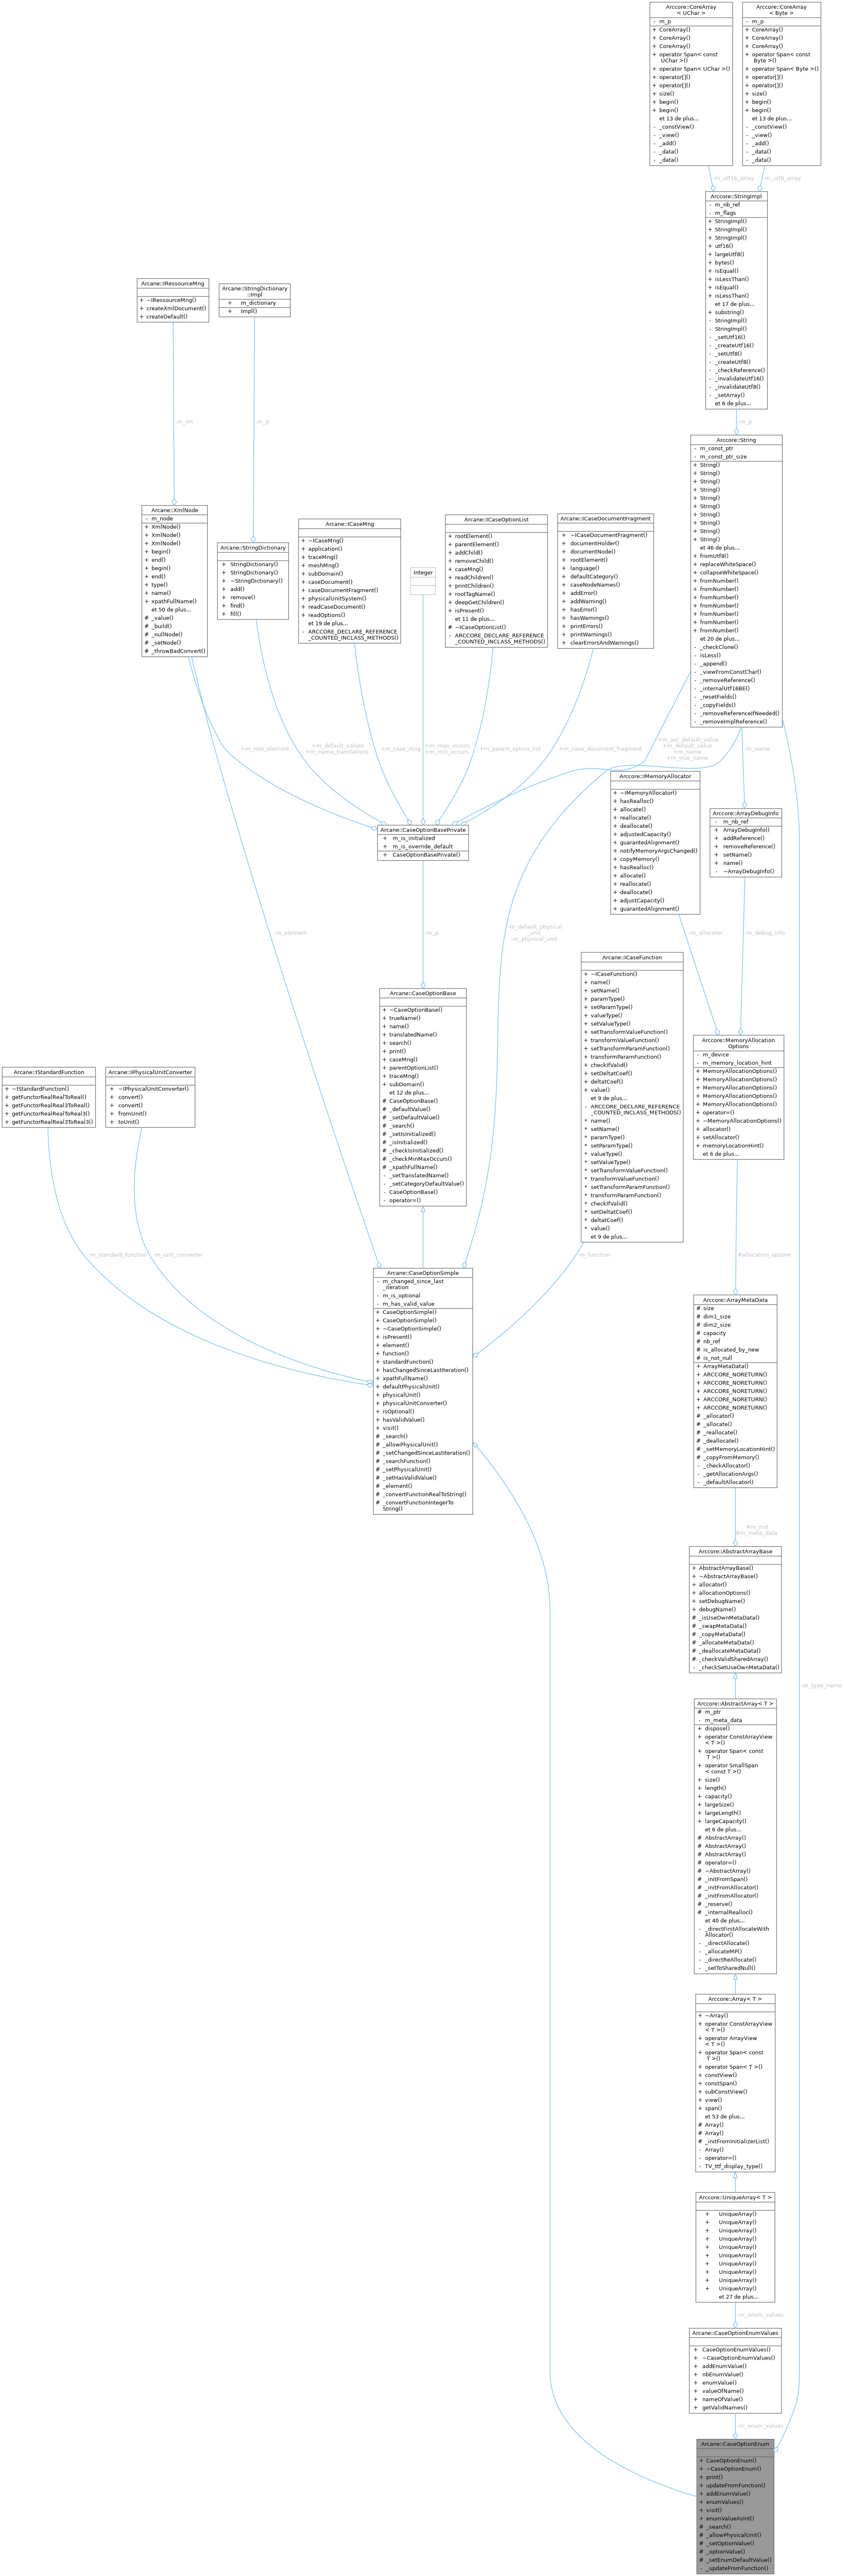 Arccore::CoreArray
< UChar >
- m_p
+ CoreArray()
+ CoreArray()
+ CoreArray()
+ operator Span< const
UChar >()
+ operator Span< UChar >()
+ operator[]()
+ operator[]()
+ size()
+ begin()
+ begin()
et 13 de plus...
- _constView()
- _view()
- _add()
- _data()
- _data()
Arccore::CoreArray
< Byte >
- m_p
+ CoreArray()
+ CoreArray()
+ CoreArray()
+ operator Span< const
Byte >()
+ operator Span< Byte >()
+ operator[]()
+ operator[]()
+ size()
+ begin()
+ begin()
et 13 de plus...
- _constView()
- _view()
- _add()
- _data()
- _data()
-m_utf16_array
-m_utf8_array
Arccore::StringImpl
- m_nb_ref
- m_flags
+ StringImpl()
+ StringImpl()
+ StringImpl()
+ utf16()
+ largeUtf8()
+ bytes()
+ isEqual()
+ isLessThan()
+ isEqual()
+ isLessThan()
et 17 de plus...
+ substring()
- StringImpl()
- StringImpl()
- _setUtf16()
- _createUtf16()
- _setUtf8()
- _createUtf8()
- _checkReference()
- _invalidateUtf16()
- _invalidateUtf8()
- _setArray()
et 6 de plus...
-m_p
Arcane::IRessourceMng
+ ~IRessourceMng()
+ createXmlDocument()
+ createDefault()
Arcane::StringDictionary
::Impl
+ m_dictionary
+ Impl()
-m_rm
-m_p
Arccore::String
- m_const_ptr
- m_const_ptr_size
+ String()
+ String()
+ String()
+ String()
+ String()
+ String()
+ String()
+ String()
+ String()
+ String()
et 46 de plus...
+ fromUtf8()
+ replaceWhiteSpace()
+ collapseWhiteSpace()
+ fromNumber()
+ fromNumber()
+ fromNumber()
+ fromNumber()
+ fromNumber()
+ fromNumber()
+ fromNumber()
et 20 de plus...
- _checkClone()
- isLess()
- _append()
- _viewFromConstChar()
- _removeReference()
- _internalUtf16BE()
- _resetFields()
- _copyFields()
- _removeReferenceIfNeeded()
- _removeImplReference()
Arcane::XmlNode
- m_node
+ XmlNode()
+ XmlNode()
+ XmlNode()
+ begin()
+ end()
+ begin()
+ end()
+ type()
+ name()
+ xpathFullName()
et 50 de plus...
# _value()
# _build()
# _nullNode()
# _setNode()
# _throwBadConvert()
Arcane::StringDictionary
+ StringDictionary()
+ StringDictionary()
+ ~StringDictionary()
+ add()
+ remove()
+ find()
+ fill()
Arcane::ICaseMng
+ ~ICaseMng()
+ application()
+ traceMng()
+ meshMng()
+ subDomain()
+ caseDocument()
+ caseDocumentFragment()
+ physicalUnitSystem()
+ readCaseDocument()
+ readOptions()
et 19 de plus...
- ARCCORE_DECLARE_REFERENCE
_COUNTED_INCLASS_METHODS()
Integer
Arcane::ICaseOptionList
+ rootElement()
+ parentElement()
+ addChild()
+ removeChild()
+ caseMng()
+ readChildren()
+ printChildren()
+ rootTagName()
+ deepGetChildren()
+ isPresent()
et 11 de plus...
# ~ICaseOptionList()
- ARCCORE_DECLARE_REFERENCE
_COUNTED_INCLASS_METHODS()
Arcane::ICaseDocumentFragment
+ ~ICaseDocumentFragment()
+ documentHolder()
+ documentNode()
+ rootElement()
+ language()
+ defaultCategory()
+ caseNodeNames()
+ addError()
+ addWarning()
+ hasError()
+ hasWarnings()
+ printErrors()
+ printWarnings()
+ clearErrorsAndWarnings()
+m_root_element
+m_default_values
+m_name_translations
+m_case_mng
+m_max_occurs
+m_min_occurs
+m_parent_option_list
+m_case_document_fragment
+m_axl_default_value
+m_default_value
+m_name
+m_true_name
-m_name
Arcane::CaseOptionBasePrivate
+ m_is_initialized
+ m_is_override_default
+ CaseOptionBasePrivate()
Arccore::IMemoryAllocator
+ ~IMemoryAllocator()
+ hasRealloc()
+ allocate()
+ reallocate()
+ deallocate()
+ adjustedCapacity()
+ guarantedAlignment()
+ notifyMemoryArgsChanged()
+ copyMemory()
+ hasRealloc()
+ allocate()
+ reallocate()
+ deallocate()
+ adjustCapacity()
+ guarantedAlignment()
Arccore::ArrayDebugInfo
- m_nb_ref
+ ArrayDebugInfo()
+ addReference()
+ removeReference()
+ setName()
+ name()
- ~ArrayDebugInfo()
-m_element
-m_p
-m_default_physical
_unit
-m_physical_unit
-m_allocator
-m_debug_info
Arcane::CaseOptionBase
+ ~CaseOptionBase()
+ trueName()
+ name()
+ translatedName()
+ search()
+ print()
+ caseMng()
+ parentOptionList()
+ traceMng()
+ subDomain()
et 12 de plus...
# CaseOptionBase()
# _defaultValue()
# _setDefaultValue()
# _search()
# _setIsInitialized()
# _isInitialized()
# _checkIsInitialized()
# _checkMinMaxOccurs()
# _xpathFullName()
- _setTranslatedName()
- _setCategoryDefaultValue()
- CaseOptionBase()
- operator=()
Arcane::ICaseFunction
+ ~ICaseFunction()
+ name()
+ setName()
+ paramType()
+ setParamType()
+ valueType()
+ setValueType()
+ setTransformValueFunction()
+ transformValueFunction()
+ setTransformParamFunction()
+ transformParamFunction()
+ checkIfValid()
+ setDeltatCoef()
+ deltatCoef()
+ value()
et 9 de plus...
- ARCCORE_DECLARE_REFERENCE
_COUNTED_INCLASS_METHODS()
* name()
* setName()
* paramType()
* setParamType()
* valueType()
* setValueType()
* setTransformValueFunction()
* transformValueFunction()
* setTransformParamFunction()
* transformParamFunction()
* checkIfValid()
* setDeltatCoef()
* deltatCoef()
* value()
et 9 de plus...
Arccore::MemoryAllocation
Options
- m_device
- m_memory_location_hint
+ MemoryAllocationOptions()
+ MemoryAllocationOptions()
+ MemoryAllocationOptions()
+ MemoryAllocationOptions()
+ MemoryAllocationOptions()
+ operator=()
+ ~MemoryAllocationOptions()
+ allocator()
+ setAllocator()
+ memoryLocationHint()
et 6 de plus...
Arcane::IStandardFunction
+ ~IStandardFunction()
+ getFunctorRealRealToReal()
+ getFunctorRealReal3ToReal()
+ getFunctorRealRealToReal3()
+ getFunctorRealReal3ToReal3()
Arcane::IPhysicalUnitConverter
+ ~IPhysicalUnitConverter()
+ convert()
+ convert()
+ fromUnit()
+ toUnit()
-m_standard_function
-m_unit_converter
-m_function
#allocation_options
Arcane::CaseOptionSimple
- m_changed_since_last
_iteration
- m_is_optional
- m_has_valid_value
+ CaseOptionSimple()
+ CaseOptionSimple()
+ ~CaseOptionSimple()
+ isPresent()
+ element()
+ function()
+ standardFunction()
+ hasChangedSinceLastIteration()
+ xpathFullName()
+ defaultPhysicalUnit()
+ physicalUnit()
+ physicalUnitConverter()
+ isOptional()
+ hasValidValue()
+ visit()
# _search()
# _allowPhysicalUnit()
# _setChangedSinceLastIteration()
# _searchFunction()
# _setPhysicalUnit()
# _setHasValidValue()
# _element()
# _convertFunctionRealToString()
# _convertFunctionIntegerTo
String()
Arccore::ArrayMetaData
# size
# dim1_size
# dim2_size
# capacity
# nb_ref
# is_allocated_by_new
# is_not_null
+ ArrayMetaData()
+ ARCCORE_NORETURN()
+ ARCCORE_NORETURN()
+ ARCCORE_NORETURN()
+ ARCCORE_NORETURN()
+ ARCCORE_NORETURN()
# _allocator()
# _allocate()
# _reallocate()
# _deallocate()
# _setMemoryLocationHint()
# _copyFromMemory()
- _checkAllocator()
- _getAllocationArgs()
- _defaultAllocator()
#m_md
#m_meta_data
Arccore::AbstractArrayBase
+ AbstractArrayBase()
+ ~AbstractArrayBase()
+ allocator()
+ allocationOptions()
+ setDebugName()
+ debugName()
# _isUseOwnMetaData()
# _swapMetaData()
# _copyMetaData()
# _allocateMetaData()
# _deallocateMetaData()
# _checkValidSharedArray()
- _checkSetUseOwnMetaData()
-m_type_name
Arccore::AbstractArray< T >
# m_ptr
- m_meta_data
+ dispose()
+ operator ConstArrayView
< T >()
+ operator Span< const
T >()
+ operator SmallSpan
< const T >()
+ size()
+ length()
+ capacity()
+ largeSize()
+ largeLength()
+ largeCapacity()
et 6 de plus...
# AbstractArray()
# AbstractArray()
# AbstractArray()
# operator=()
# ~AbstractArray()
# _initFromSpan()
# _initFromAllocator()
# _initFromAllocator()
# _reserve()
# _internalRealloc()
et 40 de plus...
- _directFirstAllocateWith
Allocator()
- _directAllocate()
- _allocateMP()
- _directReAllocate()
- _setToSharedNull()
Arccore::Array< T >
+ ~Array()
+ operator ConstArrayView
< T >()
+ operator ArrayView
< T >()
+ operator Span< const
T >()
+ operator Span< T >()
+ constView()
+ constSpan()
+ subConstView()
+ view()
+ span()
et 53 de plus...
# Array()
# Array()
# _initFromInitializerList()
- Array()
- operator=()
- TV_ttf_display_type()
Arccore::UniqueArray< T >
+ UniqueArray()
+ UniqueArray()
+ UniqueArray()
+ UniqueArray()
+ UniqueArray()
+ UniqueArray()
+ UniqueArray()
+ UniqueArray()
+ UniqueArray()
+ UniqueArray()
et 27 de plus...
-m_enum_values
Arcane::CaseOptionEnumValues
+ CaseOptionEnumValues()
+ ~CaseOptionEnumValues()
+ addEnumValue()
+ nbEnumValue()
+ enumValue()
+ valueOfName()
+ nameOfValue()
+ getValidNames()
-m_enum_values
Arcane::CaseOptionEnum
+ CaseOptionEnum()
+ ~CaseOptionEnum()
+ print()
+ updateFromFunction()
+ addEnumValue()
+ enumValues()
+ visit()
+ enumValueAsInt()
# _search()
# _allowPhysicalUnit()
# _setOptionValue()
# _optionValue()
# _setEnumDefaultValue()
- _updateFromFunction()